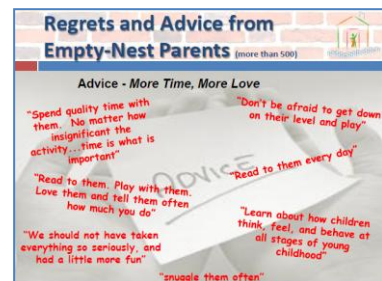 Regrets and Advice from
Empty-Nest Parents (more than 500)
Advice - More Time, More Love
"Spend quality time with
them. No matter how
insignificant the
activity...time is what is
important"
"Don't be afraid to get down
on their level and play"
"Read to them every day"
ADVICE
"Read to them. Play with them.
Love them and tell them often
how much you do"
"Learn about how children
think, feel, and behave at
all stages of young
childhood"
"We should not have taken
everything so seriously, and
had a little more fun"
"snuggle them often"